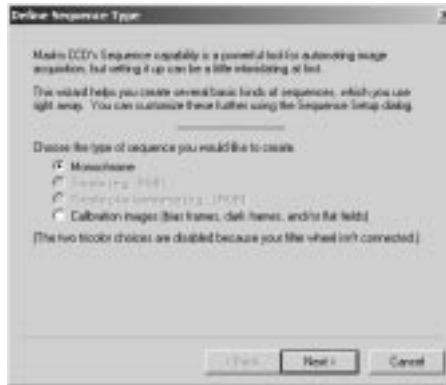 Define Sequence Type
MaxIm CCD's Sequence capability is a powerful tool for automating image
acquisition, but setting it up can be a little intimidating at first.
This wizard helps you create several basic kinds of sequences, which you use
right away. You can customize these further using the Sequence Setup dialog.
Choose the type of sequence you would like to create.
Monochrome
Calibration images (bias frames, dark frames, and/or flat fields)
(The two tricolor choices are disabled because your filter wheel isn't connected.)
< Back
Next >
Cancel